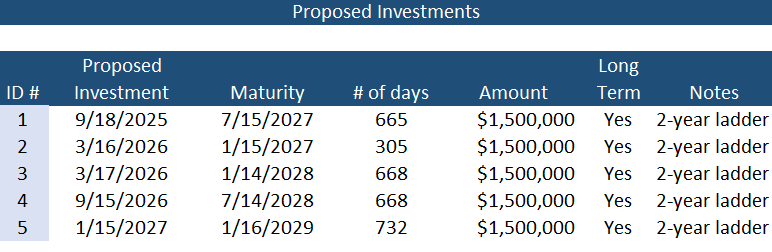 Proposed Investments
Proposed Long
ID # Investment Maturity # of days Amount Term Notes
1 9/18/2025 7/15/2027 665 $1,500,000 Yes 2-year ladder
2 3/16/2026 1/15/2027 305 $1,500,000 Yes 2-year ladder
3 3/17/2026 1/14/2028 668 $1,500,000 Yes 2-year ladder
4 9/15/2026 7/14/2028 668 $1,500,000 Yes 2-year ladder
5 1/15/2027 1/16/2029 732 $1,500,000 Yes 2-year ladder